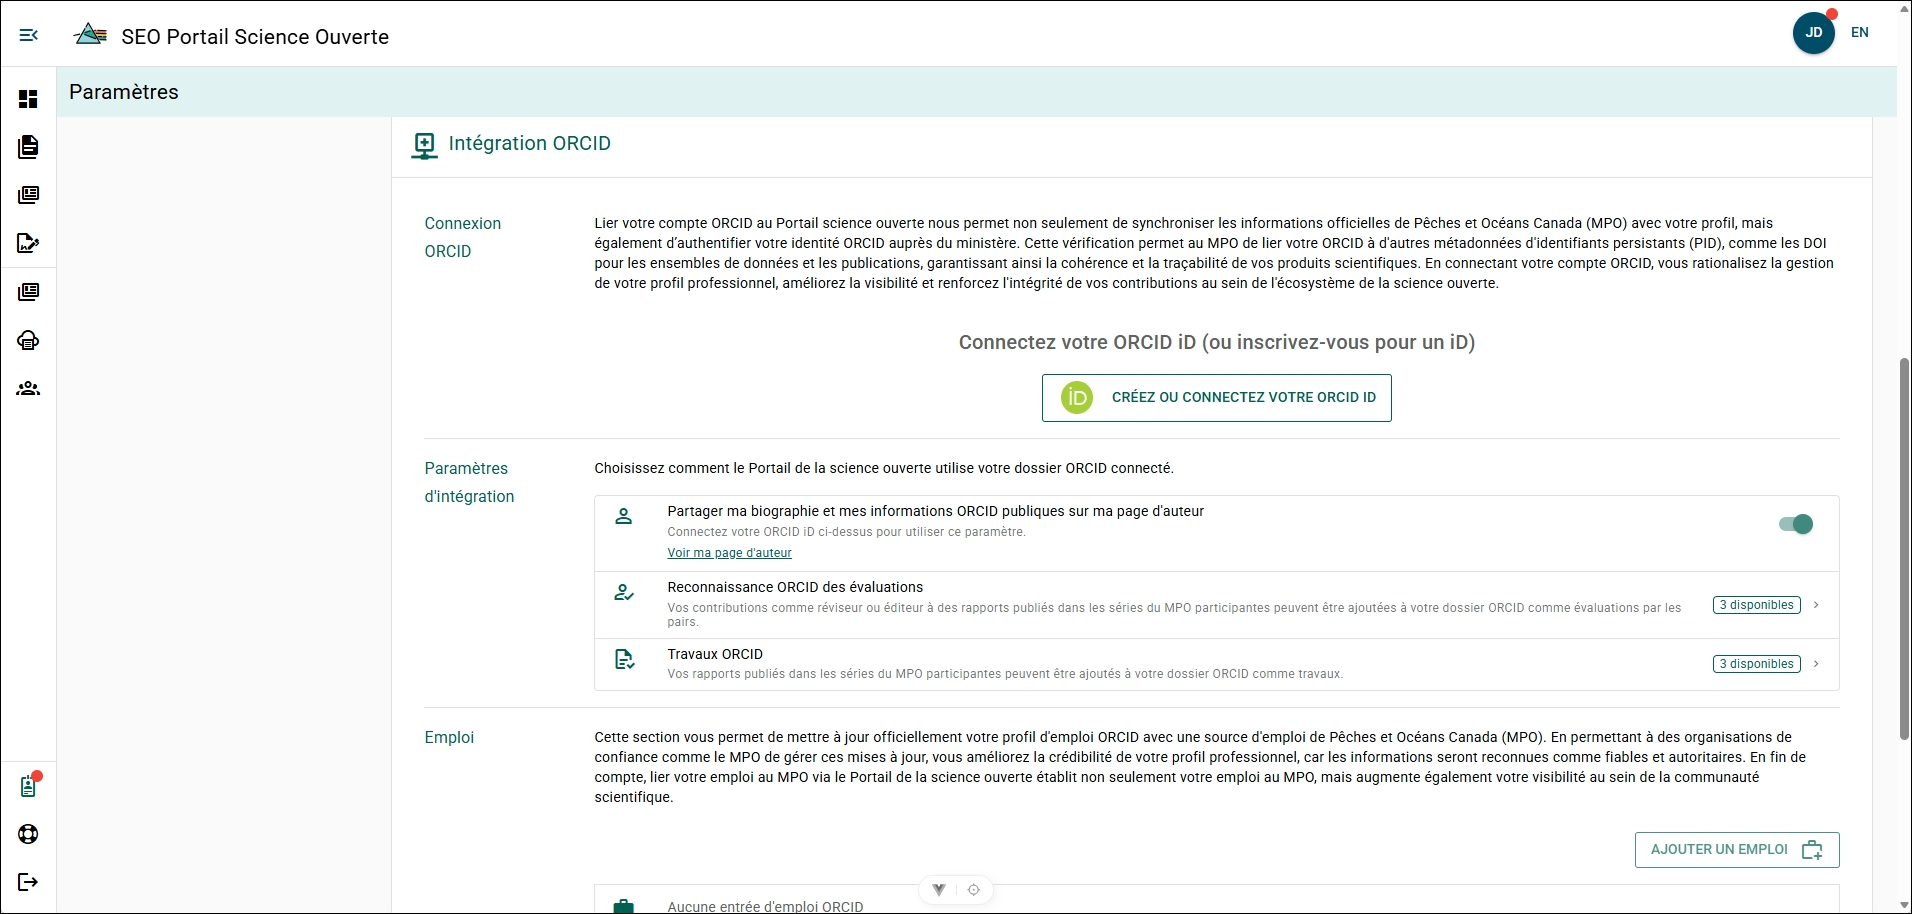 SEO Portail Science Ouverte
JD
EN
Paramètres
Intégration ORCID
Connexion
ORCID
Lier votre compte ORCID au Portail science ouverte nous permet non seulement de synchroniser les informations officielles de Pêches et Océans Canada (MPO) avec votre profil, mais
également d’authentifier votre identité ORCID auprès du ministère. Cette vérification permet au MPO de lier votre ORCID à d'autres métadonnées d'identifiants persistants (PID), comme les DOI
pour les ensembles de données et les publications, garantissant ainsi la cohérence et la traçabilité de vos produits scientifiques. En connectant votre compte ORCID, vous rationalisez la gestion
de votre profil professionnel, améliorez la visibilité et renforcez l'intégrité de vos contributions au sein de l'écosystème de la science ouverte.
Connectez votre ORCID iD (ou inscrivez-vous pour un iD)
iD
CRÉEZ OU CONNECTEZ VOTRE ORCID ID
Paramètres
d'intégration
Choisissez comment le Portail de la science ouverte utilise votre dossier ORCID connecté.
Partager ma biographie et mes informations ORCID publiques sur ma page d'auteur
Connectez votre ORCID iD ci-dessus pour utiliser ce paramètre.
Voir ma page d'auteur
Reconnaissance ORCID des évaluations
Vos contributions comme réviseur ou éditeur à des rapports publiés dans les séries du MPO participantes peuvent être ajoutées à votre dossier ORCID comme évaluations par les
pairs.
3 disponibles
Travaux ORCID
Vos rapports publiés dans les séries du MPO participantes peuvent être ajoutés à votre dossier ORCID comme travaux.
3 disponibles
Emploi
Cette section vous permet de mettre à jour officiellement votre profil d'emploi ORCID avec une source d'emploi de Pêches et Océans Canada (MPO). En permettant à des organisations de
confiance comme le MPO de gérer ces mises à jour, vous améliorez la crédibilité de votre profil professionnel, car les informations seront reconnues comme fiables et autoritaires. En fin de
compte, lier votre emploi au MPO via le Portail de la science ouverte établit non seulement votre emploi au MPO, mais augmente également votre visibilité au sein de la communauté
scientifique.
AJOUTER UN EMPLOI
Aucune entrée d'emploi ORCID